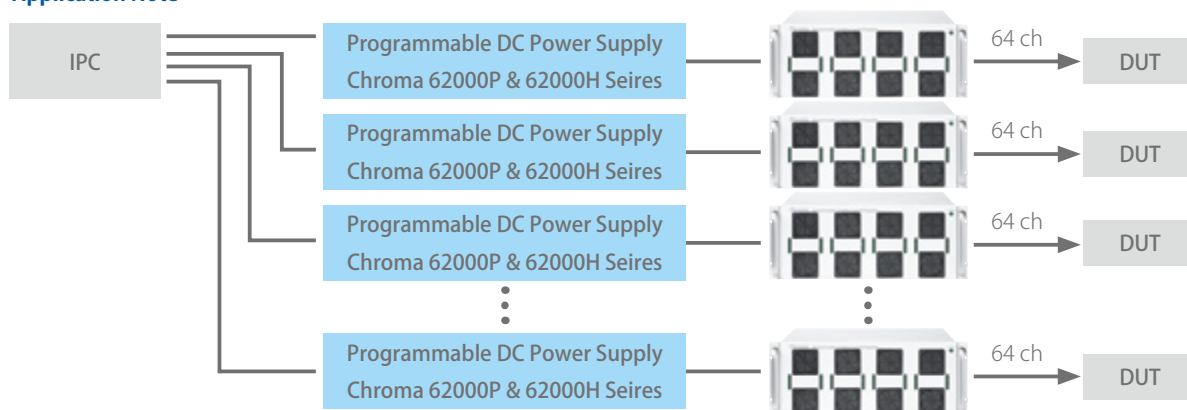 IPC
Programmable DC Power Supply
Chroma 62000P & 62000H Seires
64 ch
DUT
Programmable DC Power Supply
Chroma 62000P & 62000H Seires
64 ch
DUT
Programmable DC Power Supply
Chroma 62000P & 62000H Seires
64 ch
DUT
Programmable DC Power Supply
Chroma 62000P & 62000H Seires
64 ch
DUT